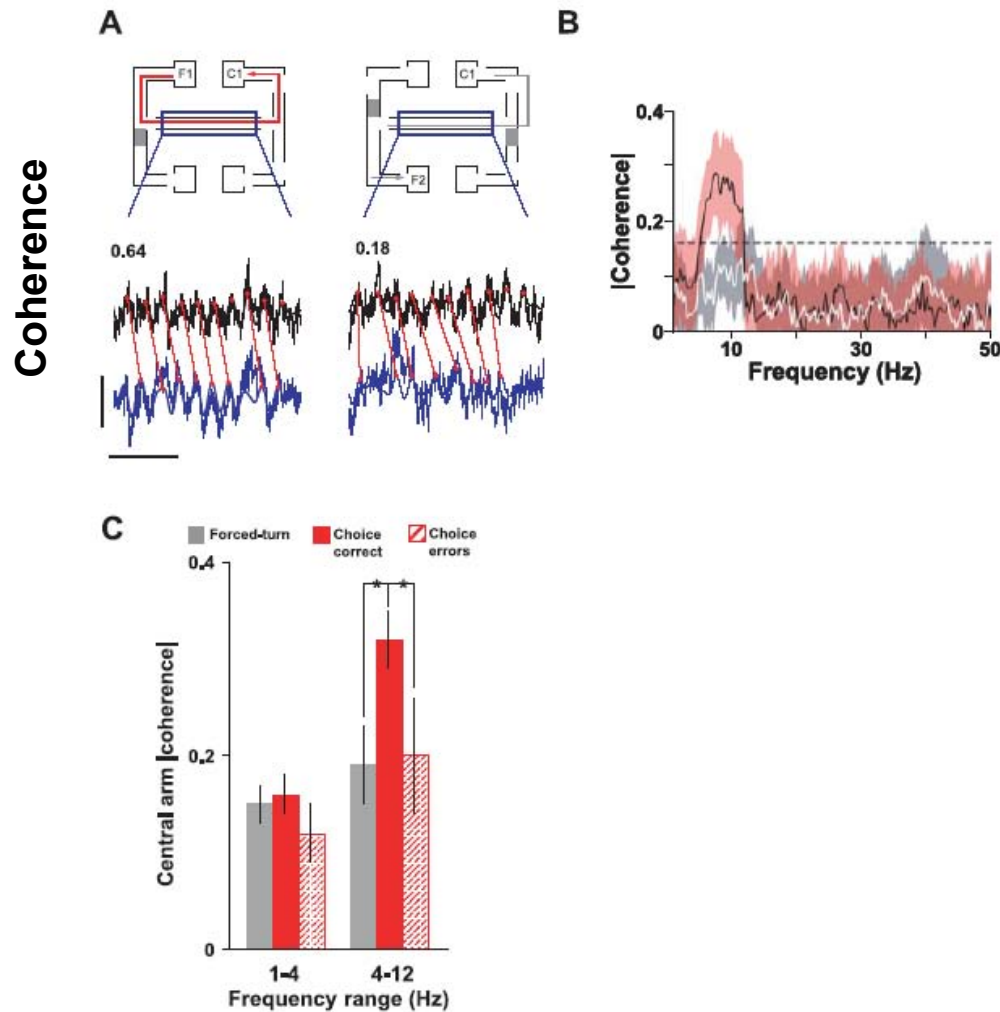 Coherence
A
F1 C1
C1
F2
0.64
0.18
B
|Coherence|
0.4
0.2
0
10 30 50
Frequency (Hz)
C
Forced-turn
Choice
correct
Choice
errors
Central arm |coherence|
0.4
0.2
0
* *
1-4 4-12
Frequency range (Hz)